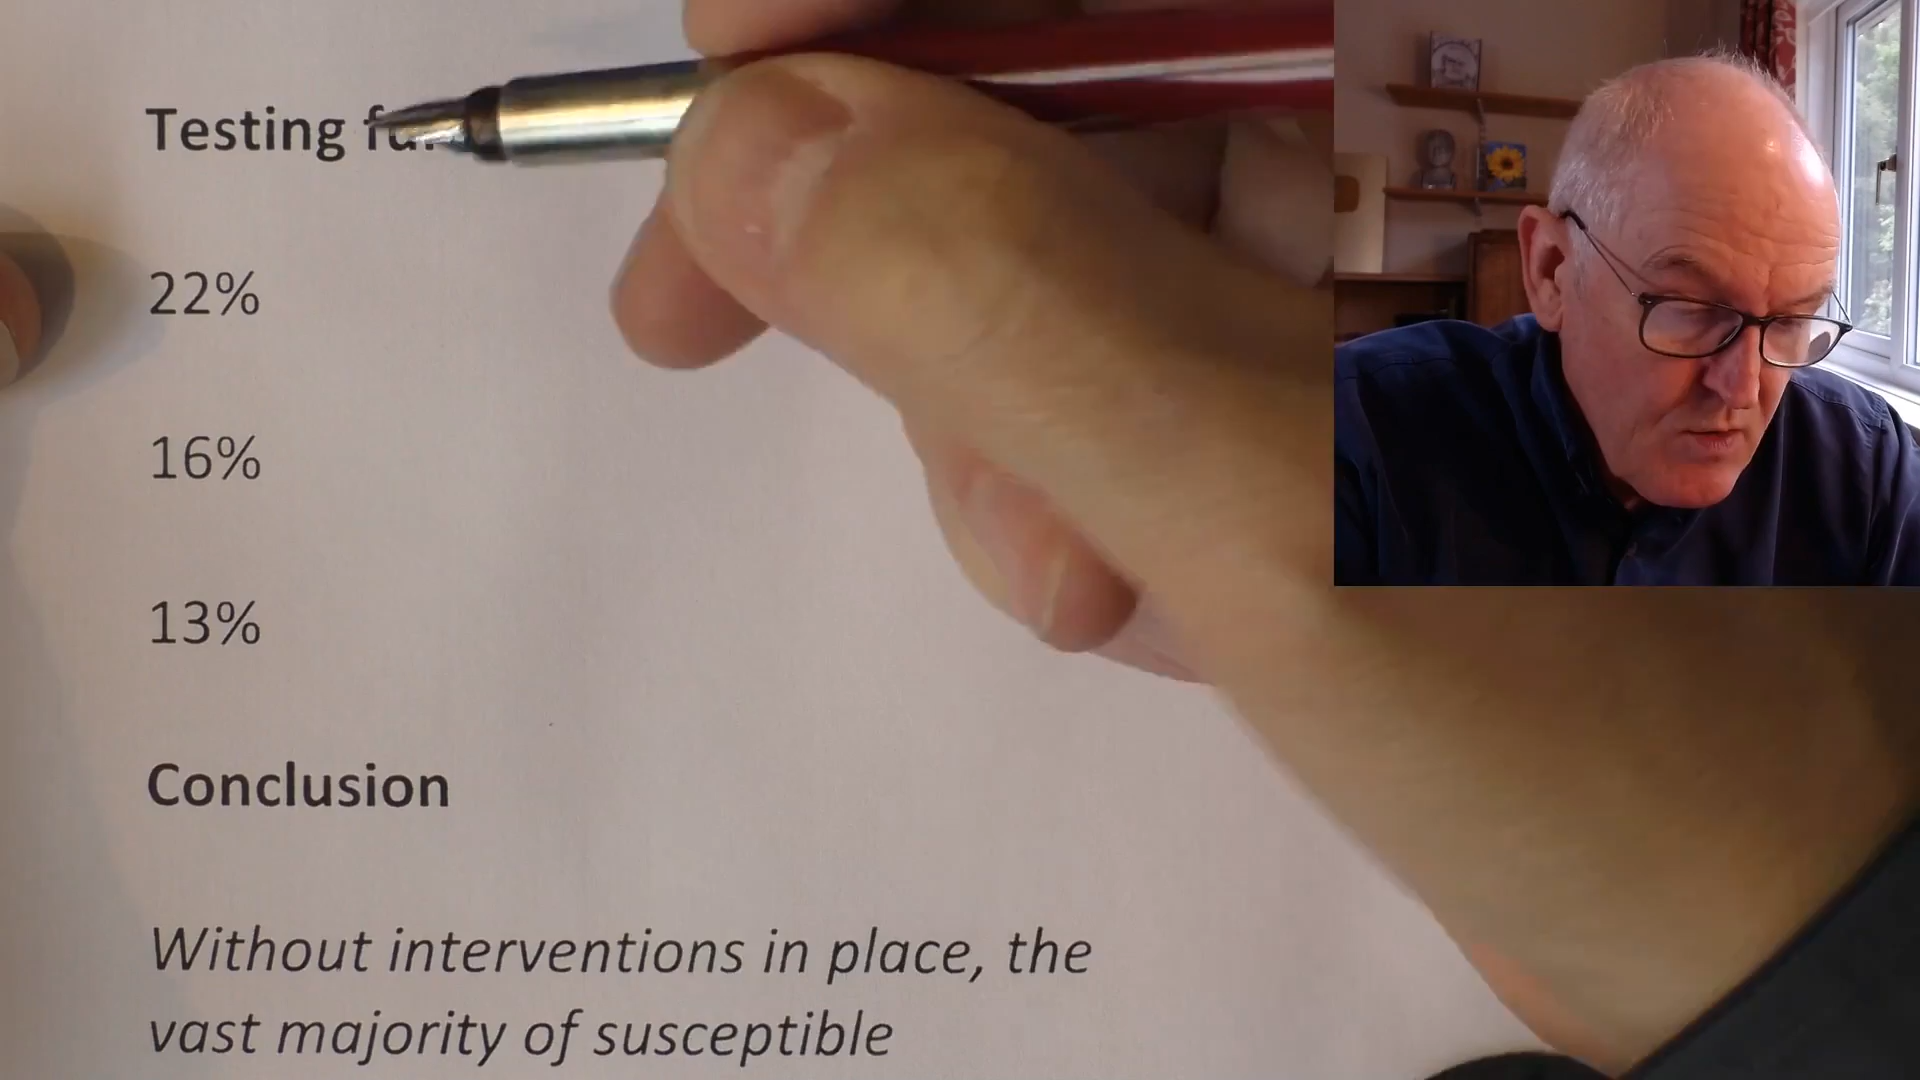 Testing
22%
16%
13%
Conclusion
Without interventions in place, the
vast majority of susceptible